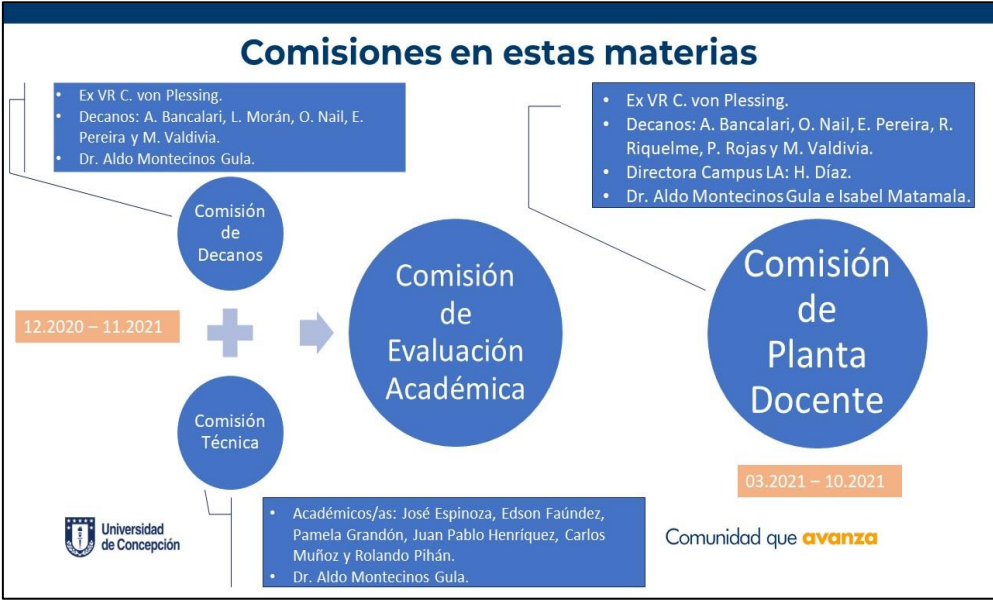 Comisiones en estas materias
• Ex VR C. von Plessing.
• Decanos: A. Bancalari, L. Morán, O. Nail, E.
Pereira y M. Valdivia.
• Dr. Aldo Montecinos Gula.
• Ex VR C. von Plessing.
• Decanos: A. Bancalari, O. Nail, E. Pereira, R.
Riquelme, P. Rojas y M. Valdivia.
• Directora Campus LA: H. Díaz.
• Dr. Aldo Montecinos Gula e Isabel Matamala.
Comisión
de
Decanos
12.2020 – 11.2021
Comisión
Técnica
Comisión
de
Evaluación
Académica
Comisión
de
Planta
Docente
03.2021 – 10.2021
• Académicos/as: José Espinoza, Edson Faúndez,
Pamela Grandón, Juan Pablo Henríquez, Carlos
Muñoz y Rolando Pihán.
• Dr. Aldo Montecinos Gula.
Universidad
de Concepción
Comunidad que avanza